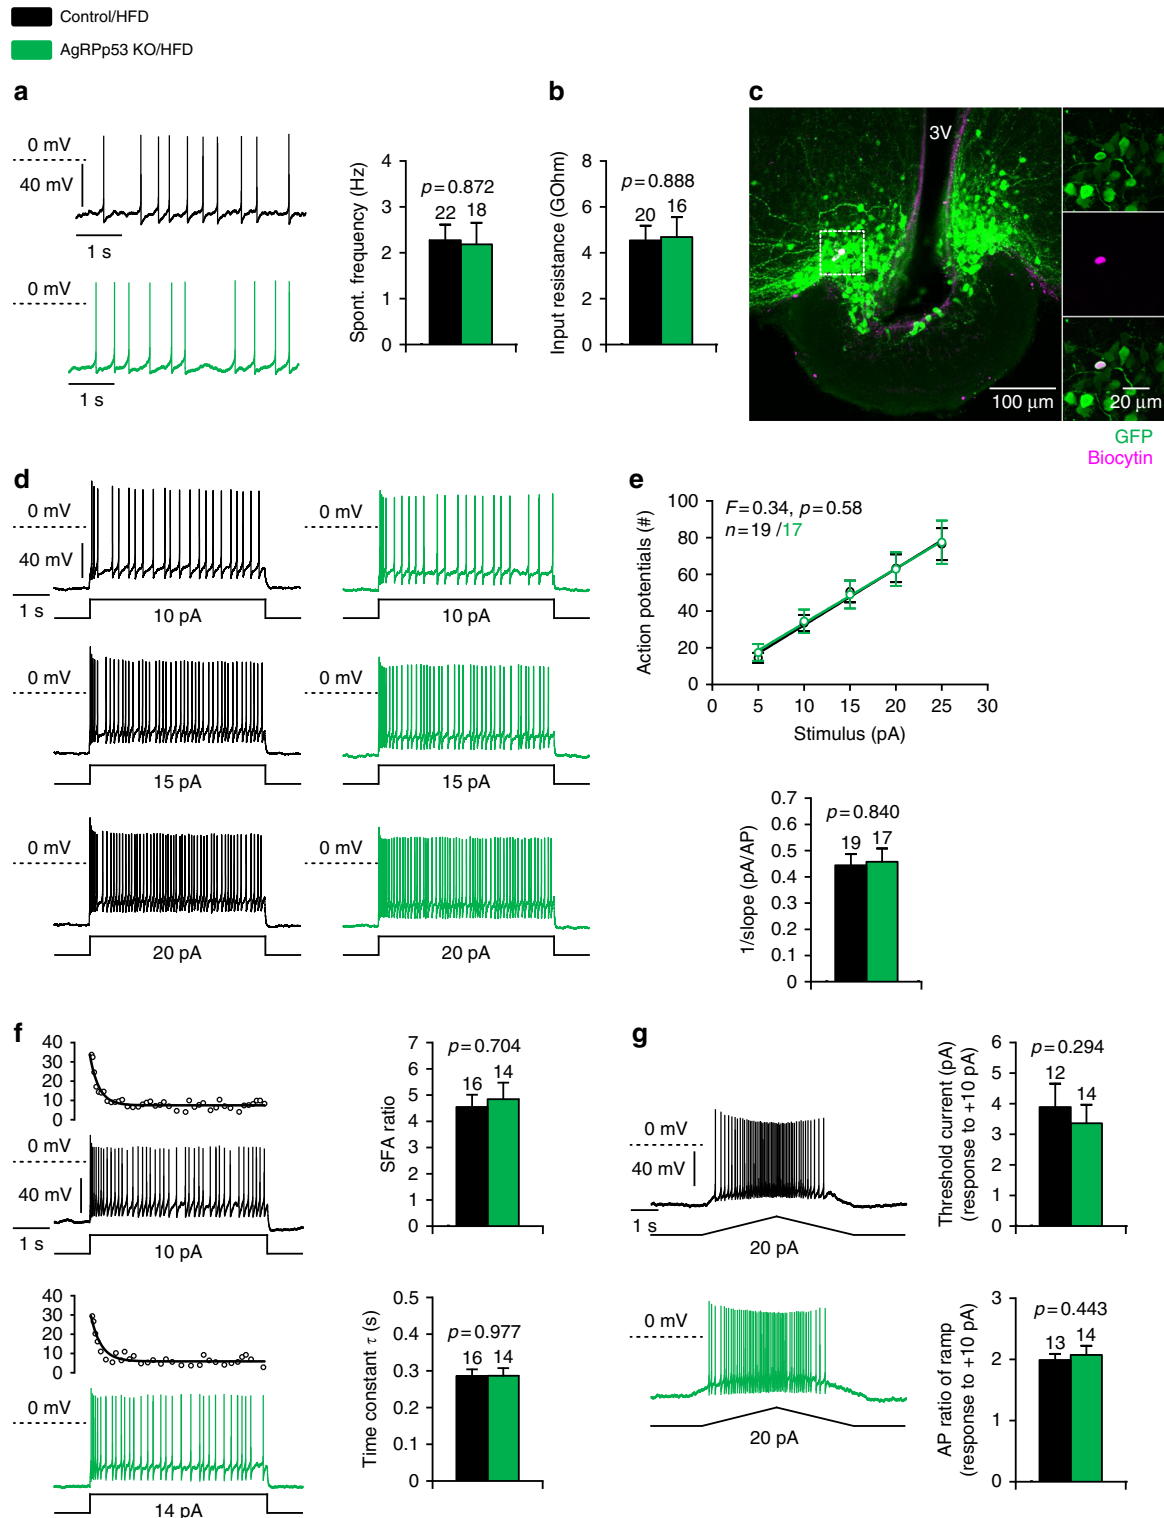 Control/HFD
AgRPp53 KO/HFD
a
0 mV
40 mV
1 s
0 mV
1 s
Spont. frequency (Hz)
4
3
2
1
0
p=0.872
22
18
b
Input resistance (GOhm)
8
6
4
2
0
p=0.888
20
16
c
3V
100 µm
20 µm
GFP
Biocytin
d
0 mV
40 mV
1 s
10 pA
0 mV
10 pA
0 mV
15 pA
0 mV
15 pA
0 mV
20 pA
0 mV
20 pA
e
Action potentials (#)
100
80
60
40
20
0
F=0.34, p=0.58
n=19 /17
0
5
10
15
20
25
30
Stimulus (pA)
1/slope (pA/AP)
0.7
0.6
0.5
0.4
0.3
0.2
0.1
0
p=0.840
19
17
f
40
30
20
10
0
0 mV
40 mV
1 s
10 pA
SFA ratio
7
6
5
4
3
2
1
0
p=0.704
16
14
40
30
20
10
0
0 mV
14 pA
Time constant τ (s)
0.5
0.4
0.3
0.2
0.1
0
p=0.977
16
14
g
0 mV
40 mV
1 s
20 pA
Threshold current (pA)
(response to +10 pA)
6
5
4
3
2
1
0
p=0.294
12
14
0 mV
20 pA
AP ratio of ramp
(response to +10 pA)
3
2
1
0
p=0.443
13
14